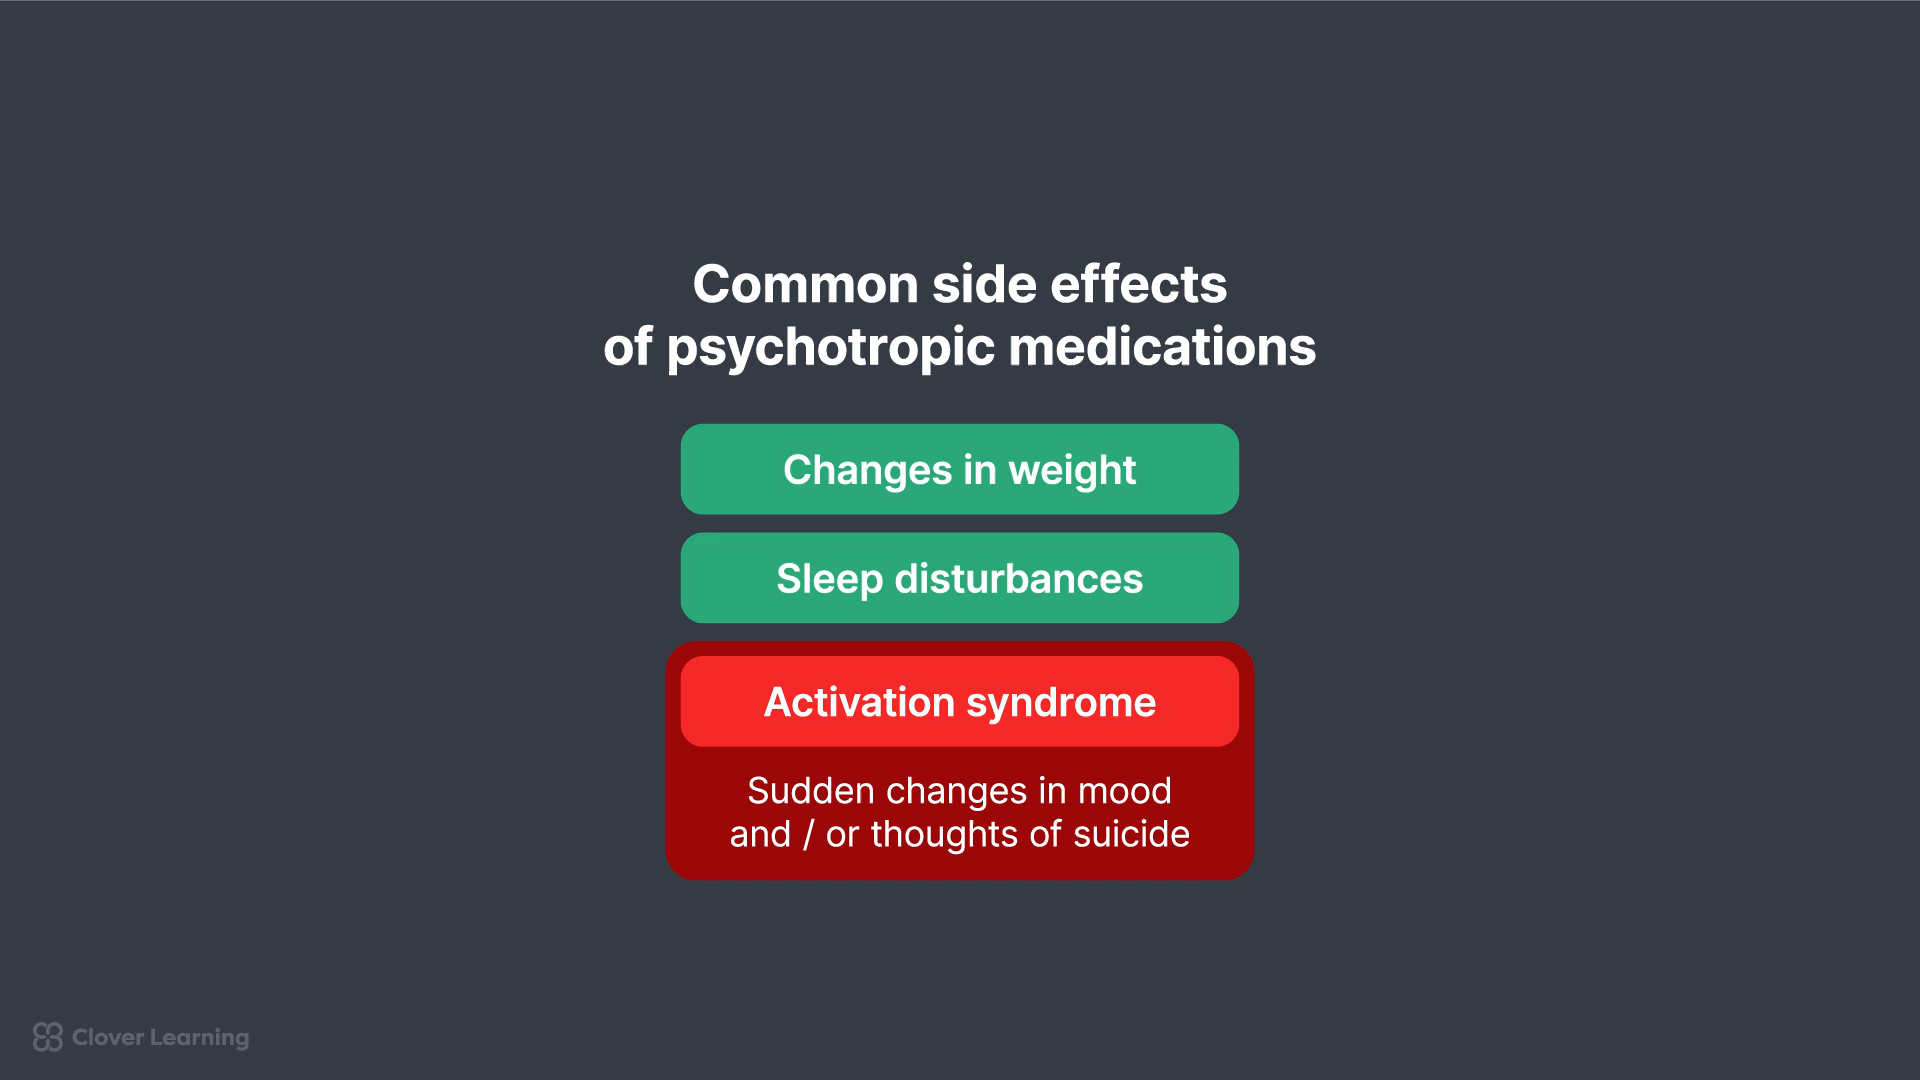 Common side effects
of psychotropic medications
Changes in weight
Sleep disturbances
Activation syndrome
Sudden changes in mood
and / or thoughts of suicide
Clover Learning